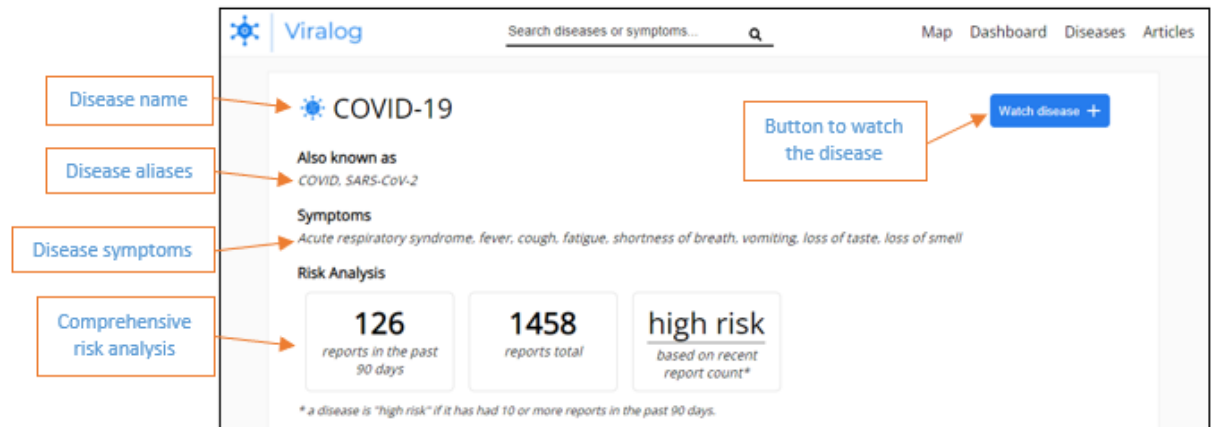 Viralog
Search diseases or symptoms...
Map Dashboard Diseases Articles
Disease name
COVID-19
Watch disease +
Button to watch
the disease
Also known as
Disease aliases
COVID, SARS-CoV-2
Symptoms
Disease symptoms
Acute respiratory syndrome, fever, cough, fatigue, shortness of breath, vomiting, loss of taste, loss of smell
Risk Analysis
Comprehensive
risk analysis
126
reports in the past
90 days
1458
reports total
high risk
based on recent
report count*
* a disease is "high risk" if it has had 10 or more reports in the past 90 days.